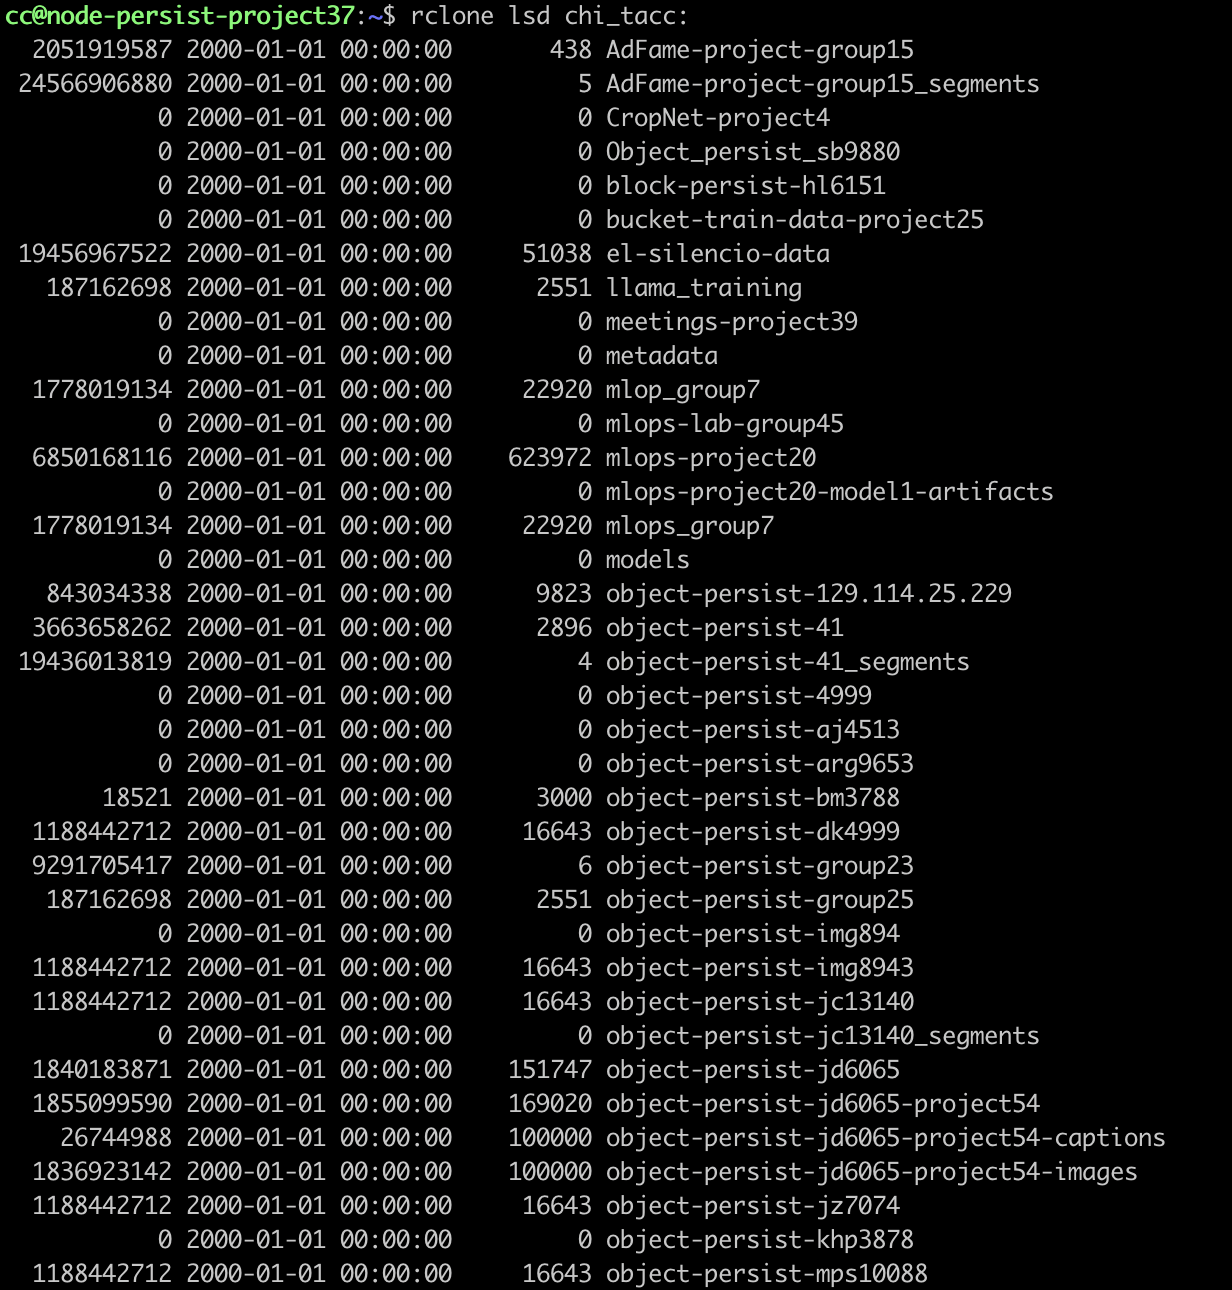 cc@node-persist-project37:~$ rclone lsd chi_tacc:
  2051919587 2000-01-01 00:00:00       438 AdFame-project-group15
 24566906880 2000-01-01 00:00:00         5 AdFame-project-group15_segments
           0 2000-01-01 00:00:00         0 CropNet-project4
           0 2000-01-01 00:00:00         0 Object_persist_sb9880
           0 2000-01-01 00:00:00         0 block-persist-hl6151
           0 2000-01-01 00:00:00         0 bucket-train-data-project25
 19456967522 2000-01-01 00:00:00     51038 el-silencio-data
   187162698 2000-01-01 00:00:00      2551 llama_training
           0 2000-01-01 00:00:00         0 meetings-project39
           0 2000-01-01 00:00:00         0 metadata
  1778019134 2000-01-01 00:00:00     22920 mlop_group7
           0 2000-01-01 00:00:00         0 mlops-lab-group45
  6850168116 2000-01-01 00:00:00    623972 mlops-project20
           0 2000-01-01 00:00:00         0 mlops-project20-model1-artifacts
  1778019134 2000-01-01 00:00:00     22920 mlops_group7
           0 2000-01-01 00:00:00         0 models
   843034338 2000-01-01 00:00:00      9823 object-persist-129.114.25.229
  3663658262 2000-01-01 00:00:00      2896 object-persist-41
 19436013819 2000-01-01 00:00:00         4 object-persist-41_segments
           0 2000-01-01 00:00:00         0 object-persist-4999
           0 2000-01-01 00:00:00         0 object-persist-aj4513
           0 2000-01-01 00:00:00         0 object-persist-arg9653
       18521 2000-01-01 00:00:00      3000 object-persist-bm3788
  1188442712 2000-01-01 00:00:00     16643 object-persist-dk4999
  9291705417 2000-01-01 00:00:00         6 object-persist-group23
   187162698 2000-01-01 00:00:00      2551 object-persist-group25
           0 2000-01-01 00:00:00         0 object-persist-img894
  1188442712 2000-01-01 00:00:00     16643 object-persist-img8943
  1188442712 2000-01-01 00:00:00     16643 object-persist-jc13140
           0 2000-01-01 00:00:00         0 object-persist-jc13140_segments
  1840183871 2000-01-01 00:00:00    151747 object-persist-jd6065
  1855099590 2000-01-01 00:00:00    169020 object-persist-jd6065-project54
    26744988 2000-01-01 00:00:00    100000 object-persist-jd6065-project54-captions
  1836923142 2000-01-01 00:00:00    100000 object-persist-jd6065-project54-images
  1188442712 2000-01-01 00:00:00     16643 object-persist-jz7074
           0 2000-01-01 00:00:00         0 object-persist-khp3878
  1188442712 2000-01-01 00:00:00     16643 object-persist-mps10088